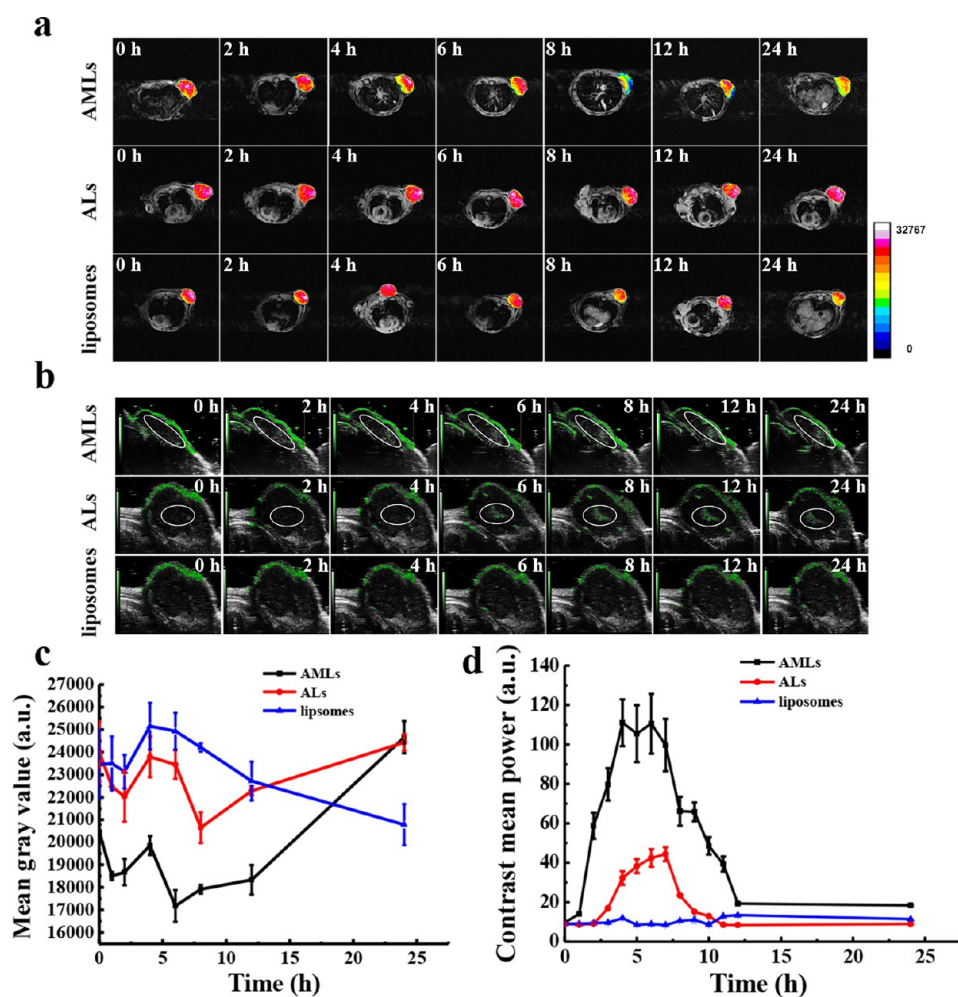 a
AMLs
0 h 2 h 4 h 6 h 8 h 12 h 24 h
ALs
0 h 2 h 4 h 6 h 8 h 12 h 24 h
liposomes
0 h 2 h 4 h 6 h 8 h 12 h 24 h
32767
0
b
AMLs
0 h 2 h 4 h 6 h 8 h 12 h 24 h
ALs
0 h 2 h 4 h 6 h 8 h 12 h 24 h
liposomes
0 h 2 h 4 h 6 h 8 h 12 h 24 h
c
Mean gray value (a.u.)
27000
26000
25000
24000
23000
22000
21000
20000
19000
18000
17000
16000
AMLs
ALs
lipsomes
0 5 10 15 20 25
Time (h)
d
Contrast mean power (a.u.)
140
120
100
80
60
40
20
0
AMLs
ALs
liposomes
0 5 10 15 20 25
Time (h)